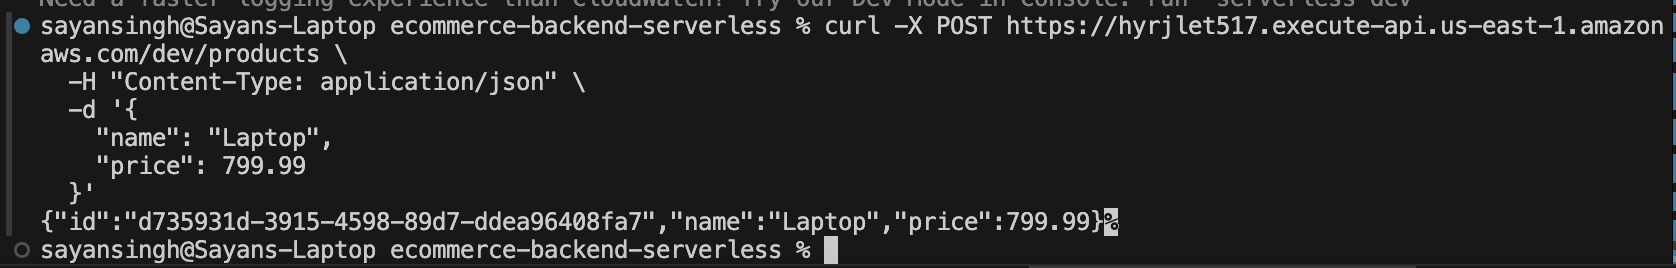 Need a faster logging experience than CloudWatch? Try our Dev Mode in Console: run "serverless dev"
sayansingh@Sayans-Laptop ecommerce-backend-serverless % curl -X POST https://hyrjlet517.execute-api.us-east-1.amazon
aws.com/dev/products \
  -H "Content-Type: application/json" \
  -d '{
    "name": "Laptop",
    "price": 799.99
  }'
{"id":"d735931d-3915-4598-89d7-ddea96408fa7","name":"Laptop","price":799.99}%
sayansingh@Sayans-Laptop ecommerce-backend-serverless %